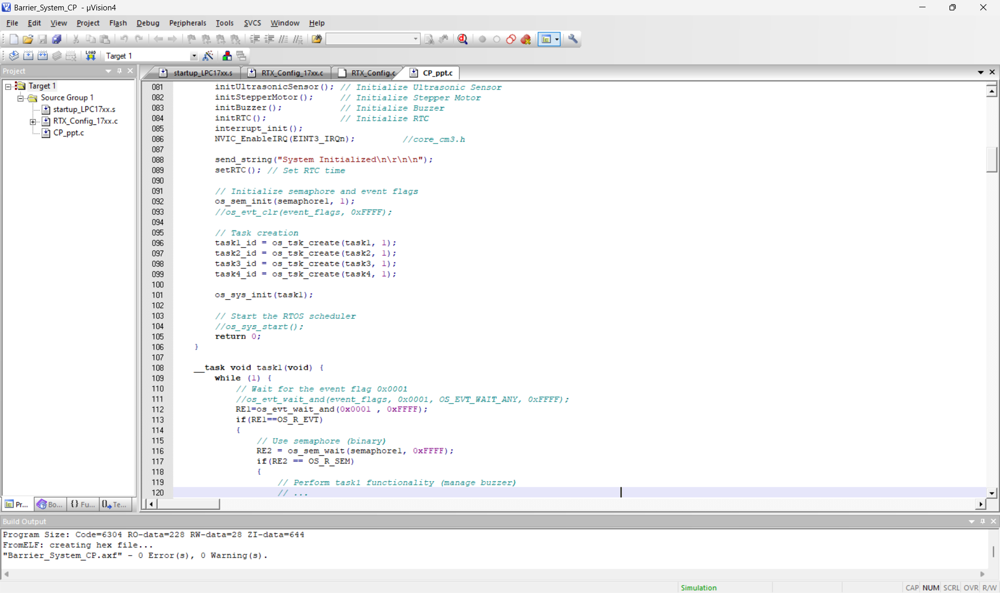 Barrier_System_CP - µVision4
File Edit View Project Flash Debug Peripherals Tools SVCS Window Help
LOAD Target 1
Project
startup_LPC17xx.s RTX_Config_17xx.c RTX_Config.c CP_ppt.c
Target 1
Source Group 1
startup_LPC17xx.s
RTX_Config_17xx.c
CP_ppt.c
081 initUltrasonicSensor(); // Initialize Ultrasonic Sensor
082 initStepperMotor(); // Initialize Stepper Motor
083 initBuzzer(); // Initialize Buzzer
084 initRTC(); // Initialize RTC
085 interrupt_init();
086 NVIC_EnableIRQ(EINT3_IRQn); //core_cm3.h
087
088 send_string("System Initialized\n\r\n\n");
089 setRTC(); // Set RTC time
090
091 // Initialize semaphore and event flags
092 os_sem_init(semaphore1, 1);
093 //os_evt_clr(event_flags, 0xFFFF);
094
095 // Task creation
096 task1_id = os_tsk_create(task1, 1);
097 task2_id = os_tsk_create(task2, 1);
098 task3_id = os_tsk_create(task3, 1);
099 task4_id = os_tsk_create(task4, 1);
100
101 os_sys_init(task1);
102
103 // Start the RTOS scheduler
104 //os_sys_start();
105 return 0;
106 }
107
108 __task void task1(void) {
109 while (1) {
110 // Wait for the event flag 0x0001
111 //os_evt_wait_and(event_flags, 0x0001, OS_EVT_WAIT_ANY, 0xFFFF);
112 RE1=os_evt_wait_and(0x0001 , 0xFFFF);
113 if(RE1==OS_R_EVT)
114 {
115 // Use semaphore (binary)
116 RE2 = os_sem_wait(semaphore1, 0xFFFF);
117 if(RE2 == OS_R_SEM)
118 {
119 // Perform task1 functionality (manage buzzer)
120 // ...
Pr... Bo... {} Fu... Te...
Build Output
Program Size: Code=6304 RO-data=228 RW-data=28 ZI-data=644
FromELF: creating hex file...
"Barrier_System_CP.axf" - 0 Error(s), 0 Warning(s).
Simulation CAP NUM SCRL OVR R/W